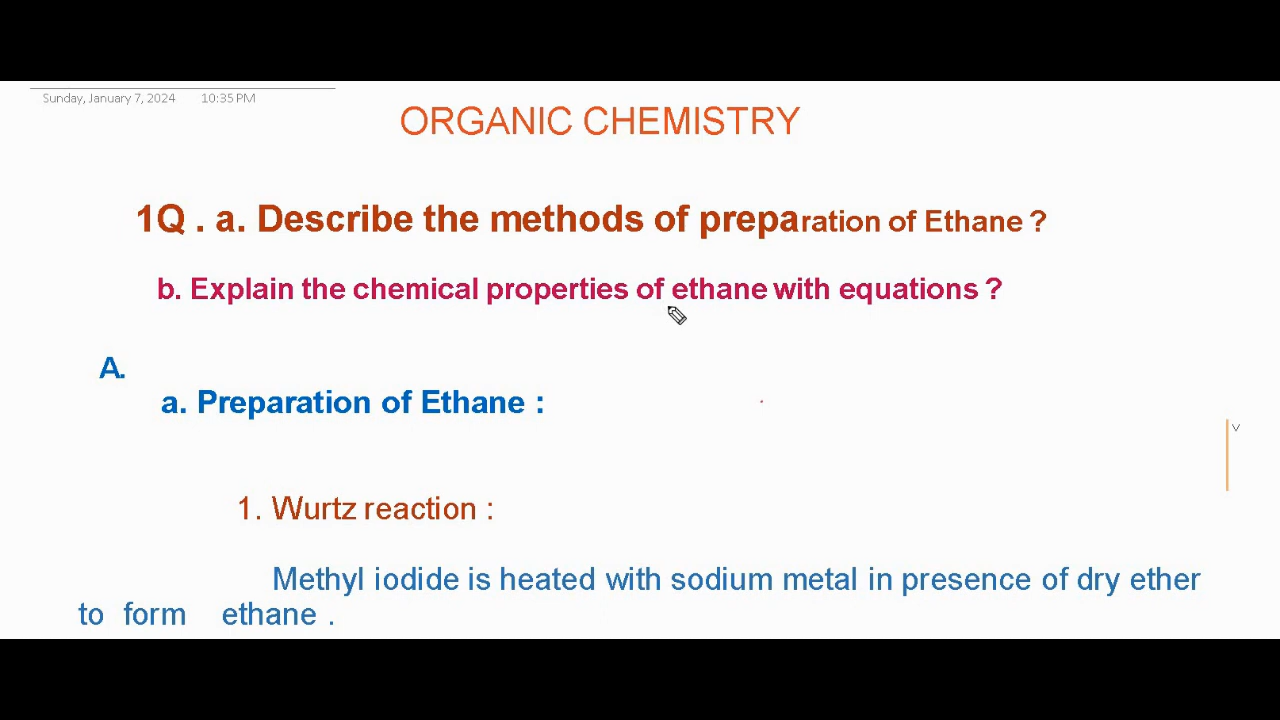 Sunday, January 7, 2024 10:35 PM
ORGANIC CHEMISTRY
1Q . a. Describe the methods of preparation of Ethane ?
b. Explain the chemical properties of ethane with equations ?
A.
a. Preparation of Ethane :
1. Wurtz reaction :
Methyl iodide is heated with sodium metal in presence of dry ether
to form ethane .